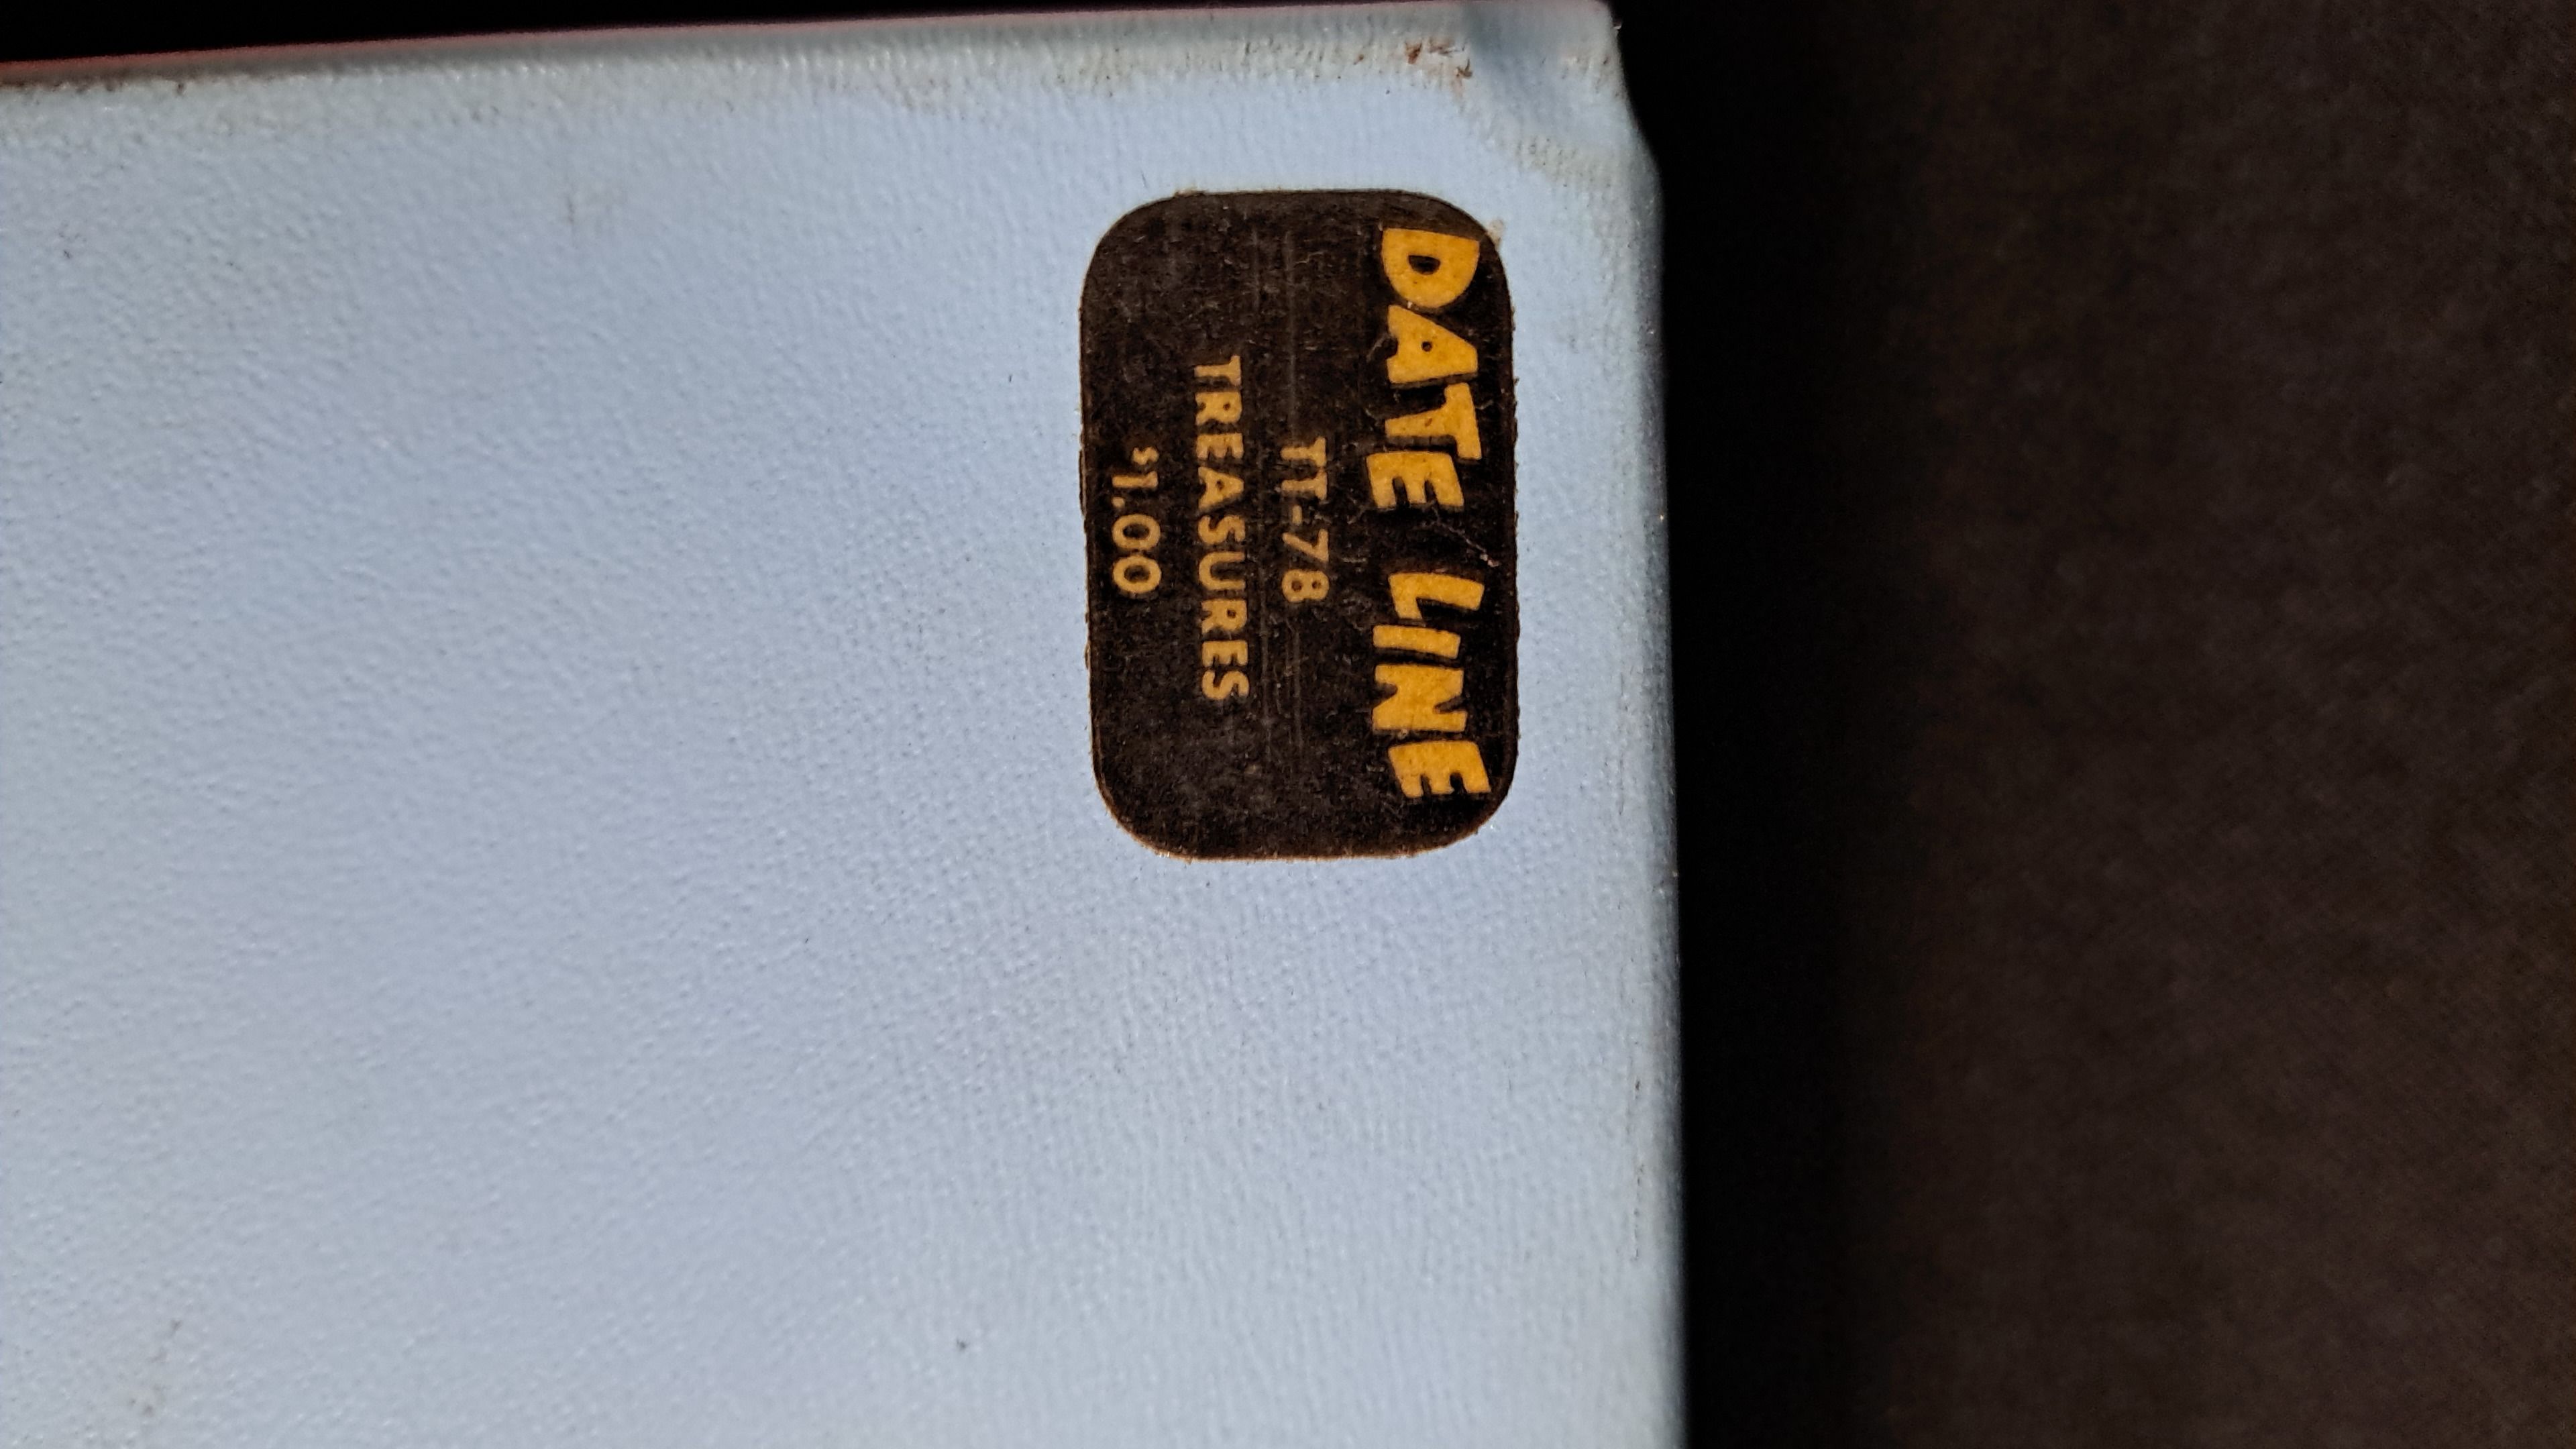 DATE LINE
TT-78
TREASURES
$1.00